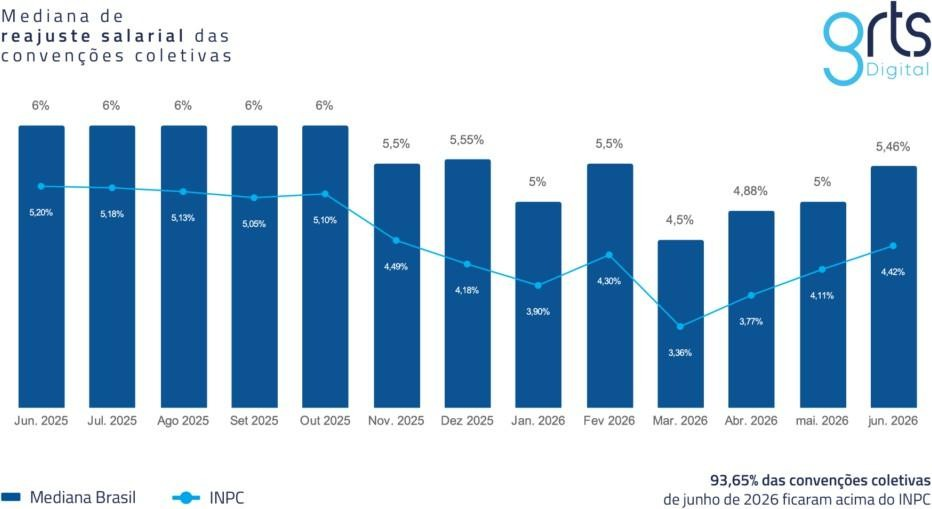 Mediana de
reajuste salarial das
convenções coletivas
grts
Digital
6% 6% 6% 6% 6% 5,5% 5,55% 5% 5,5% 4,5% 4,88% 5% 5,46%
5,20% 5,18% 5,13% 5,05% 5,10% 4,49% 4,18% 3,90% 4,30% 3,36% 3,77% 4,11% 4,42%
Jun. 2025 Jul. 2025 Ago 2025 Set 2025 Out 2025 Nov. 2025 Dez 2025 Jan. 2026 Fev 2026 Mar. 2026 Abr. 2026 mai. 2026 jun. 2026
Mediana Brasil INPC
93,65% das convenções coletivas
de junho de 2026 ficaram acima do INPC